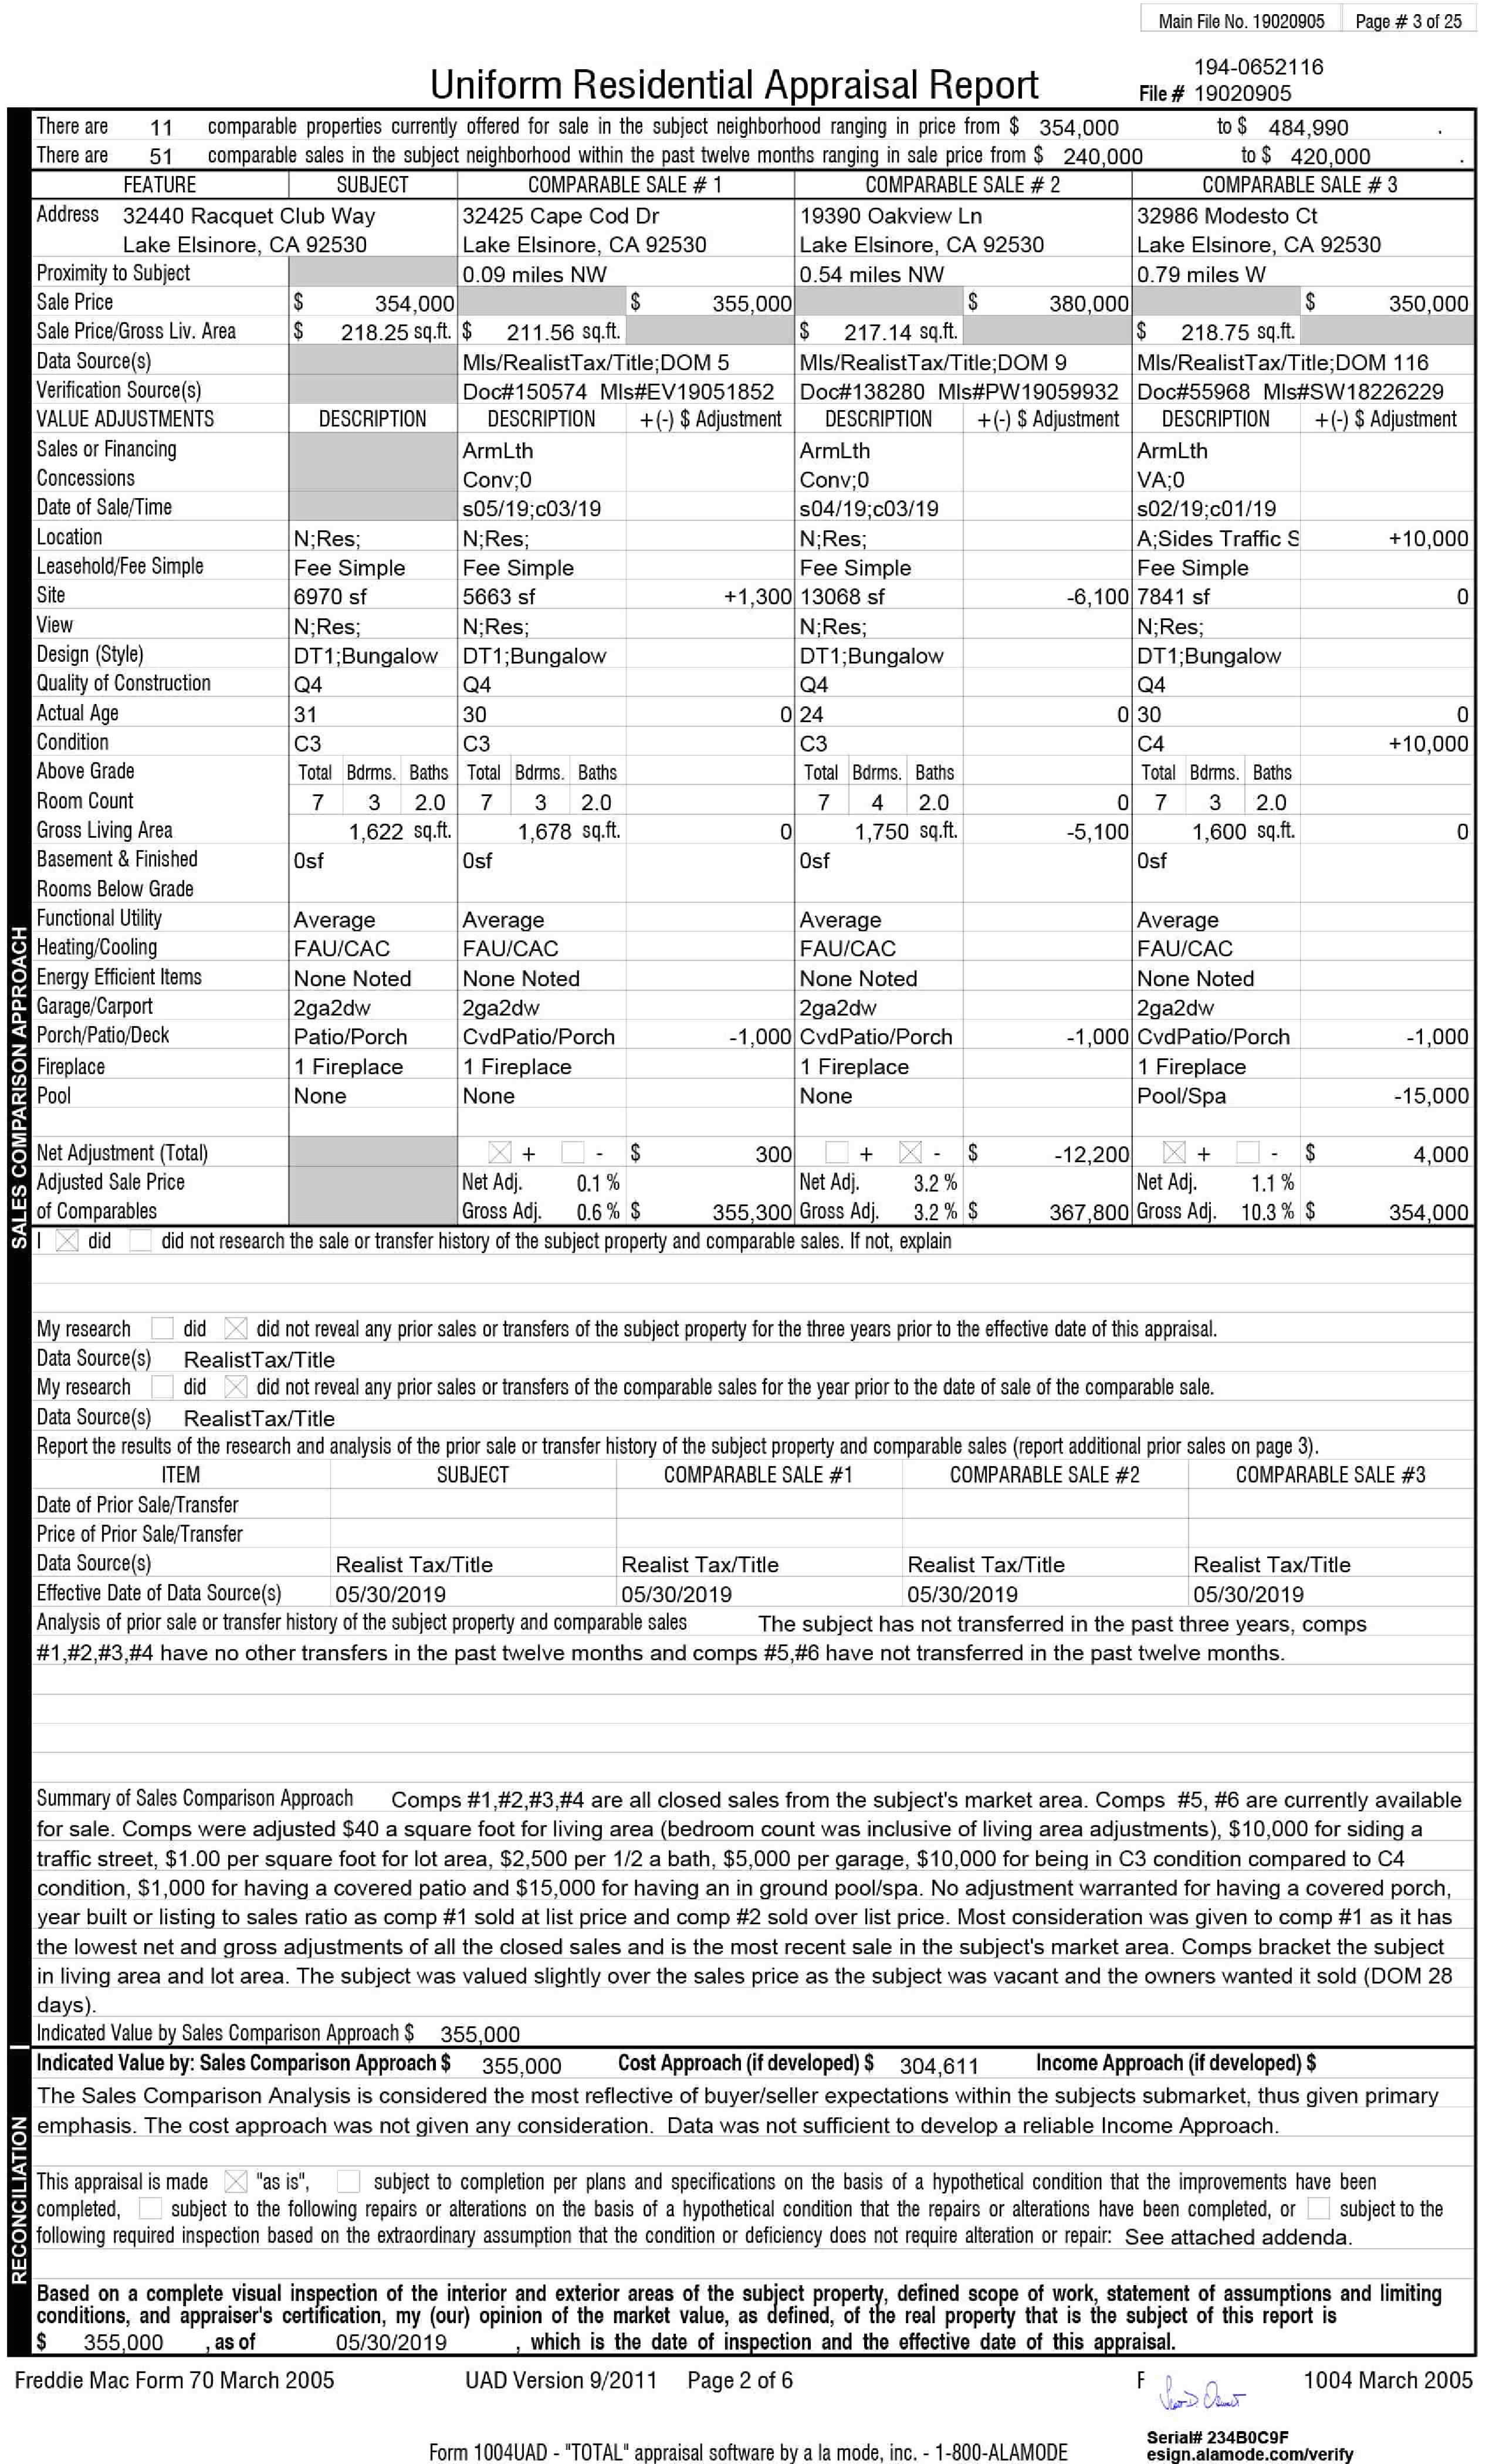 Main File No. 19020905 Page # 3 of 25
194-0652116
Uniform Residential Appraisal Report File # 19020905
There are 11 comparable properties currently offered for sale in the subject neighborhood ranging in price from $ 354,000 to $ 484,990 .
There are 51 comparable sales in the subject neighborhood within the past twelve months ranging in sale price from $ 240,000 to $ 420,000 .
FEATURE SUBJECT COMPARABLE SALE # 1 COMPARABLE SALE # 2 COMPARABLE SALE # 3
Address 32440 Racquet Club Way 32425 Cape Cod Dr 19390 Oakview Ln 32986 Modesto Ct
Lake Elsinore, CA 92530 Lake Elsinore, CA 92530 Lake Elsinore, CA 92530 Lake Elsinore, CA 92530
Proximity to Subject 0.09 miles NW 0.54 miles NW 0.79 miles W
Sale Price $ 354,000 $ 355,000 $ 380,000 $ 350,000
Sale Price/Gross Liv. Area $ 218.25 sq.ft. $ 211.56 sq.ft. $ 217.14 sq.ft. $ 218.75 sq.ft.
Data Source(s) Mls/RealistTax/Title;DOM 5 Mls/RealistTax/Title;DOM 9 Mls/RealistTax/Title;DOM 116
Verification Source(s) Doc#150574 Mls#EV19051852 Doc#138280 Mls#PW19059932 Doc#55968 Mls#SW18226229
VALUE ADJUSTMENTS DESCRIPTION DESCRIPTION +(-) $ Adjustment DESCRIPTION +(-) $ Adjustment DESCRIPTION +(-) $ Adjustment
Sales or Financing ArmLth ArmLth ArmLth
Concessions Conv;0 Conv;0 VA;0
Date of Sale/Time s05/19;c03/19 s04/19;c03/19 s02/19;c01/19
Location N;Res; N;Res; N;Res; A;Sides Traffic S +10,000
Leasehold/Fee Simple Fee Simple Fee Simple Fee Simple Fee Simple
Site 6970 sf 5663 sf +1,300 13068 sf -6,100 7841 sf 0
View N;Res; N;Res; N;Res; N;Res;
Design (Style) DT1;Bungalow DT1;Bungalow DT1;Bungalow DT1;Bungalow
Quality of Construction Q4 Q4 Q4 Q4
Actual Age 31 30 0 24 0 30 0
Condition C3 C3 C3 C4 +10,000
Above Grade Total Bdrms. Baths Total Bdrms. Baths Total Bdrms. Baths Total Bdrms. Baths
Room Count 7 3 2.0 7 3 2.0 7 4 2.0 0 7 3 2.0
Gross Living Area 1,622 sq.ft. 1,678 sq.ft. 0 1,750 sq.ft. -5,100 1,600 sq.ft. 0
Basement & Finished 0sf 0sf 0sf 0sf
Rooms Below Grade
Functional Utility Average Average Average Average
Heating/Cooling FAU/CAC FAU/CAC FAU/CAC FAU/CAC
Energy Efficient Items None Noted None Noted None Noted None Noted
Garage/Carport 2ga2dw 2ga2dw 2ga2dw 2ga2dw
Porch/Patio/Deck Patio/Porch CvdPatio/Porch -1,000 CvdPatio/Porch -1,000 CvdPatio/Porch -1,000
Fireplace 1 Fireplace 1 Fireplace 1 Fireplace 1 Fireplace
Pool None None None Pool/Spa -15,000
Net Adjustment (Total) + - $ 300 + - $ -12,200 + - $ 4,000
Adjusted Sale Price Net Adj. 0.1 % Net Adj. 3.2 % Net Adj. 1.1 %
of Comparables Gross Adj. 0.6 % $ 355,300 Gross Adj. 3.2 % $ 367,800 Gross Adj. 10.3 % $ 354,000
SALES COMPARISON APPROACH
I did did not research the sale or transfer history of the subject property and comparable sales. If not, explain
My research did did not reveal any prior sales or transfers of the subject property for the three years prior to the effective date of this appraisal.
Data Source(s) RealistTax/Title
My research did did not reveal any prior sales or transfers of the comparable sales for the year prior to the date of sale of the comparable sale.
Data Source(s) RealistTax/Title
Report the results of the research and analysis of the prior sale or transfer history of the subject property and comparable sales (report additional prior sales on page 3).
ITEM SUBJECT COMPARABLE SALE #1 COMPARABLE SALE #2 COMPARABLE SALE #3
Date of Prior Sale/Transfer
Price of Prior Sale/Transfer
Data Source(s) Realist Tax/Title Realist Tax/Title Realist Tax/Title Realist Tax/Title
Effective Date of Data Source(s) 05/30/2019 05/30/2019 05/30/2019 05/30/2019
Analysis of prior sale or transfer history of the subject property and comparable sales The subject has not transferred in the past three years, comps
#1,#2,#3,#4 have no other transfers in the past twelve months and comps #5,#6 have not transferred in the past twelve months.
Summary of Sales Comparison Approach Comps #1,#2,#3,#4 are all closed sales from the subject's market area. Comps #5, #6 are currently available
for sale. Comps were adjusted $40 a square foot for living area (bedroom count was inclusive of living area adjustments), $10,000 for siding a
traffic street, $1.00 per square foot for lot area, $2,500 per 1/2 a bath, $5,000 per garage, $10,000 for being in C3 condition compared to C4
condition, $1,000 for having a covered patio and $15,000 for having an in ground pool/spa. No adjustment warranted for having a covered porch,
year built or listing to sales ratio as comp #1 sold at list price and comp #2 sold over list price. Most consideration was given to comp #1 as it has
the lowest net and gross adjustments of all the closed sales and is the most recent sale in the subject's market area. Comps bracket the subject
in living area and lot area. The subject was valued slightly over the sales price as the subject was vacant and the owners wanted it sold (DOM 28
days).
Indicated Value by Sales Comparison Approach $ 355,000
Indicated Value by: Sales Comparison Approach $ 355,000 Cost Approach (if developed) $ 304,611 Income Approach (if developed) $
The Sales Comparison Analysis is considered the most reflective of buyer/seller expectations within the subjects submarket, thus given primary
emphasis. The cost approach was not given any consideration. Data was not sufficient to develop a reliable Income Approach.
RECONCILIATION
This appraisal is made "as is", subject to completion per plans and specifications on the basis of a hypothetical condition that the improvements have been
completed, subject to the following repairs or alterations on the basis of a hypothetical condition that the repairs or alterations have been completed, or subject to the
following required inspection based on the extraordinary assumption that the condition or deficiency does not require alteration or repair: See attached addenda.
Based on a complete visual inspection of the interior and exterior areas of the subject property, defined scope of work, statement of assumptions and limiting
conditions, and appraiser's certification, my (our) opinion of the market value, as defined, of the real property that is the subject of this report is
$ 355,000 , as of 05/30/2019 , which is the date of inspection and the effective date of this appraisal.
Freddie Mac Form 70 March 2005 UAD Version 9/2011 Page 2 of 6 F 1004 March 2005
Serial# 234B0C9F
Form 1004UAD - "TOTAL" appraisal software by a la mode, inc. - 1-800-ALAMODE esign.alamode.com/verify